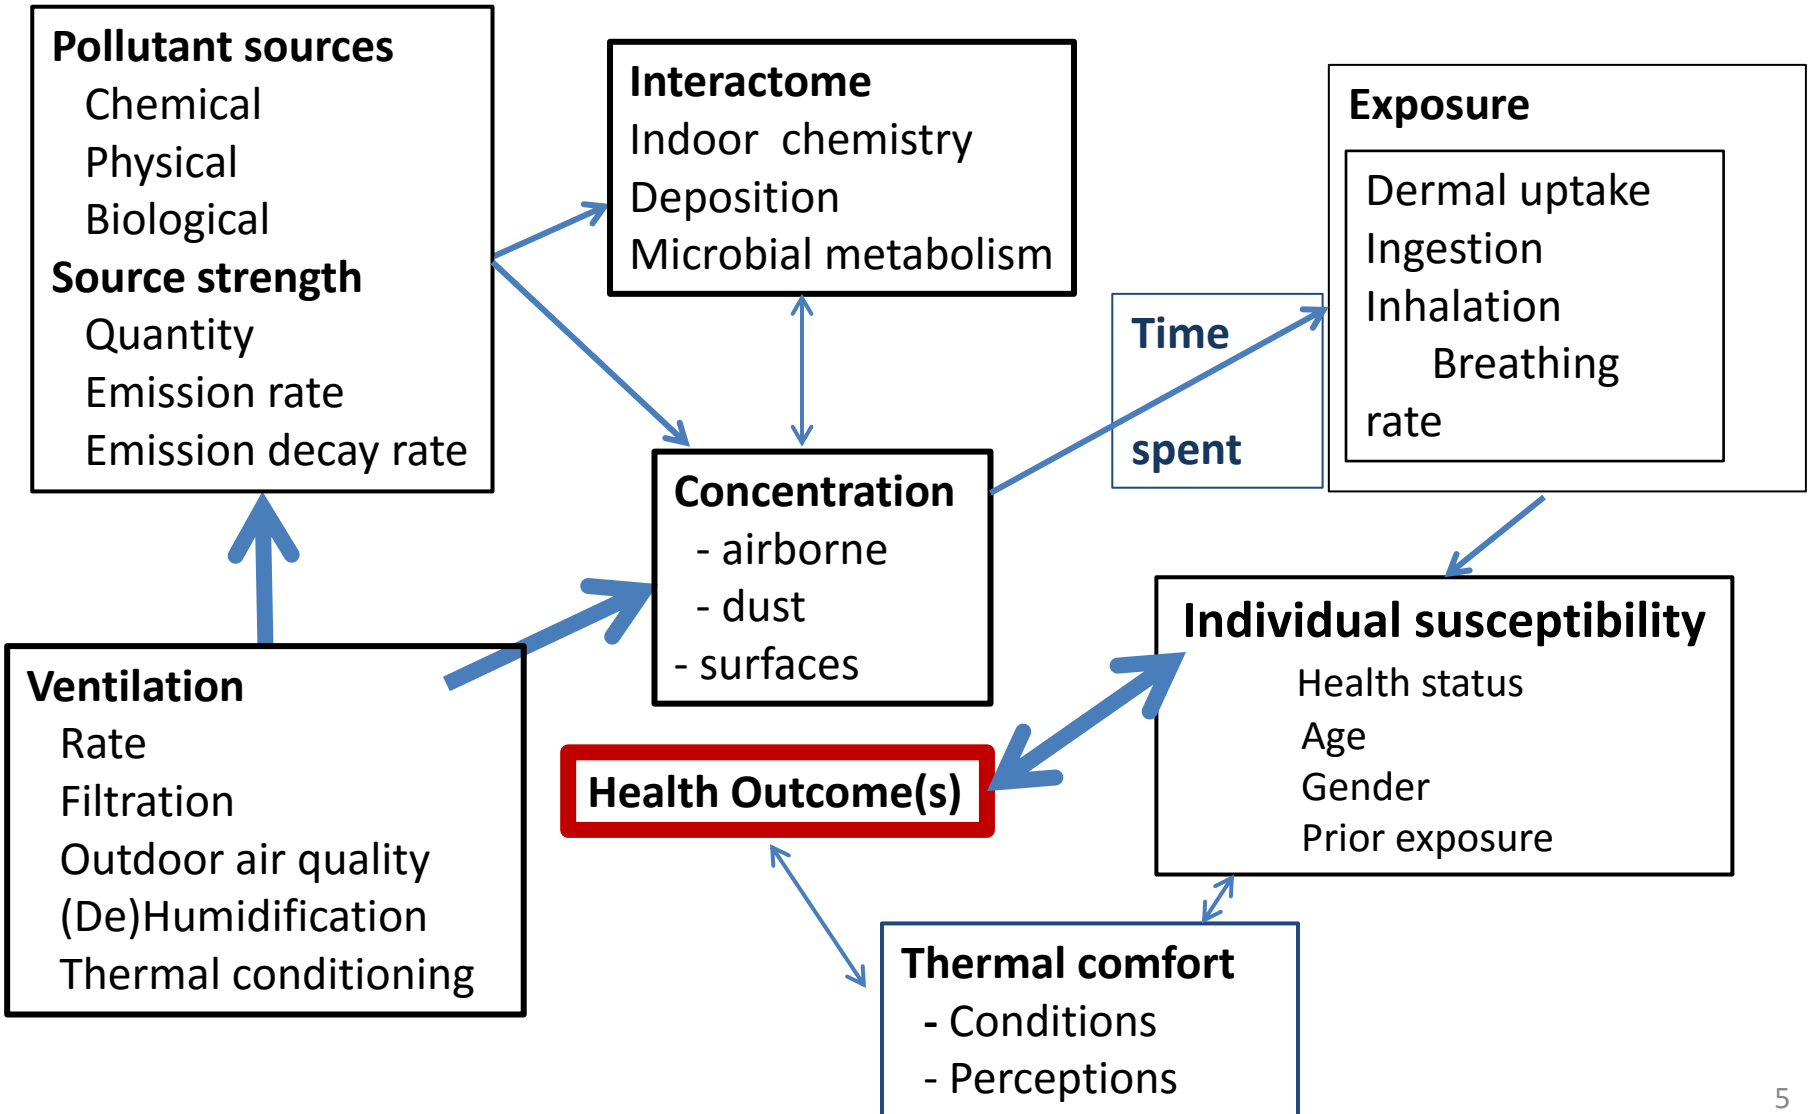 Pollutant sources
Chemical
Physical
Biological
Source strength
Quantity
Emission rate
Emission decay rate
Interactome
Indoor chemistry
Deposition
Microbial metabolism
Time
spent
Exposure
Dermal uptake
Ingestion
Inhalation
Breathing
rate
Concentration
- airborne
- dust
- surfaces
Ventilation
Rate
Filtration
Outdoor air quality
(De)Humidification
Thermal conditioning
Health Outcome(s)
Individual susceptibility
Health status
Age
Gender
Prior exposure
Thermal comfort
- Conditions
- Perceptions
5